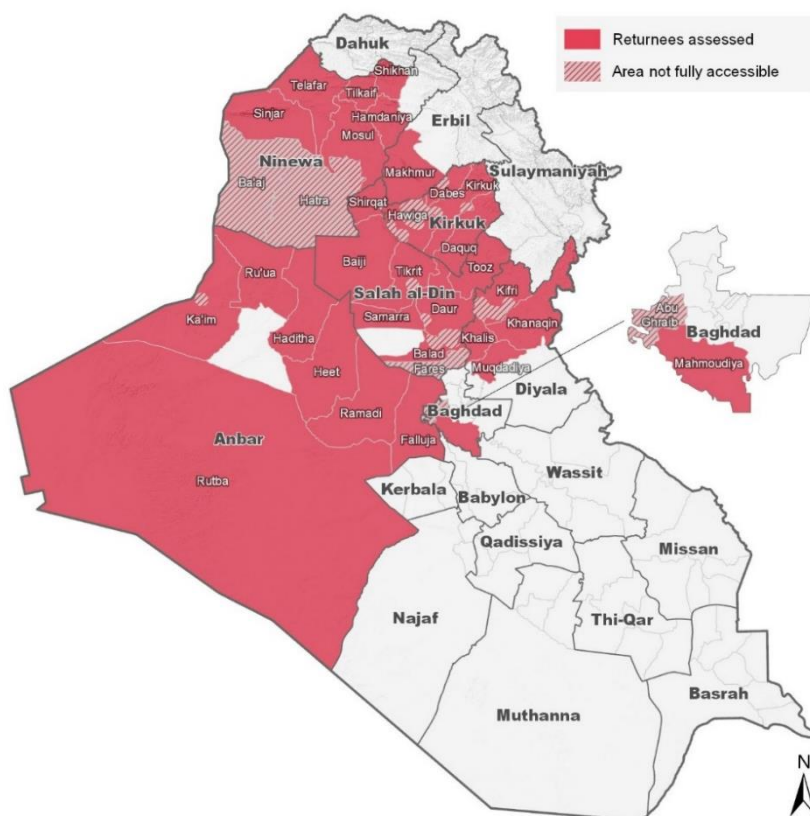 Returnees assessed
Area not fully accessible
Dahuk
Shikhan
Telafar
Tilkaif
Sinjar
Hamdaniya
Erbil
Mosul
Ninewa
Makhmur
Sulaymaniyah
Ba'aj
Hatra
Dabes
Kirkuk
Shirqat
Hawiga
Kirkuk
Daquq
Baiji
Tikrit
Tooz
Ru'ua
Kifri
Salah al-Din
Ka'im
Samarra
Daur
Khanaqin
Haditha
Khalis
Balad
Heet
Fares
Muqdadiya
Abu
Ghraib
Baghdad
Mahmoudiya
Diyala
Ramadi
Baghdad
Anbar
Falluja
Rutba
Kerbala
Babylon
Wassit
Qadissiya
Missan
Najaf
Thi-Qar
Basrah
Muthanna
N